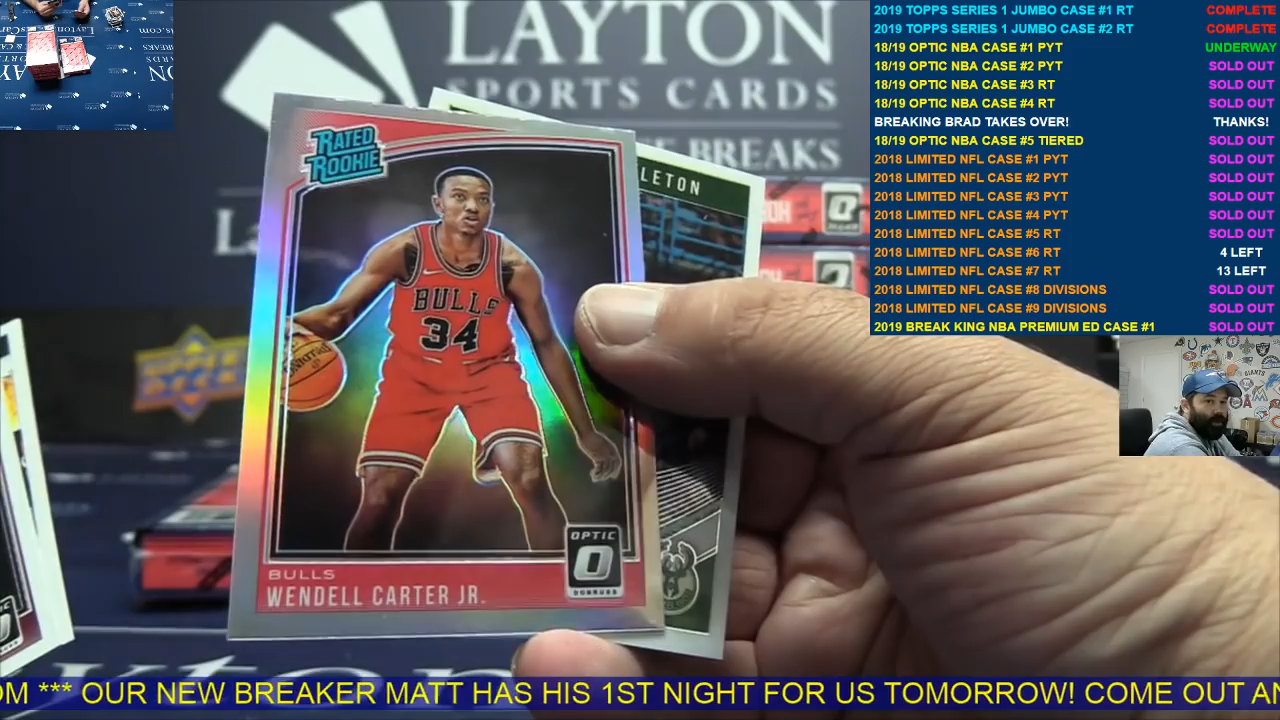 LAYTON
SPORTS CARDS
BREAKS
La
2019 TOPPS SERIES 1 JUMBO CASE #1 RT COMPLETE
2019 TOPPS SERIES 1 JUMBO CASE #2 RT COMPLETE
18/19 OPTIC NBA CASE #1 PYT UNDERWAY
18/19 OPTIC NBA CASE #2 PYT SOLD OUT
18/19 OPTIC NBA CASE #3 RT SOLD OUT
18/19 OPTIC NBA CASE #4 RT SOLD OUT
BREAKING BRAD TAKES OVER! THANKS!
18/19 OPTIC NBA CASE #5 TIERED SOLD OUT
2018 LIMITED NFL CASE #1 PYT SOLD OUT
2018 LIMITED NFL CASE #2 PYT SOLD OUT
2018 LIMITED NFL CASE #3 PYT SOLD OUT
2018 LIMITED NFL CASE #4 PYT SOLD OUT
2018 LIMITED NFL CASE #5 RT SOLD OUT
2018 LIMITED NFL CASE #6 RT 4 LEFT
2018 LIMITED NFL CASE #7 RT 13 LEFT
2018 LIMITED NFL CASE #8 DIVISIONS SOLD OUT
2018 LIMITED NFL CASE #9 DIVISIONS SOLD OUT
2019 BREAK KING NBA PREMIUM ED CASE #1 SOLD OUT
RATED
ROOKIE
LETON
BULLS
34
OPTIC
O
DONRUSS
BULLS
WENDELL CARTER JR.
OM *** OUR NEW BREAKER MATT HAS HIS 1ST NIGHT FOR US TOMORROW! COME OUT AN